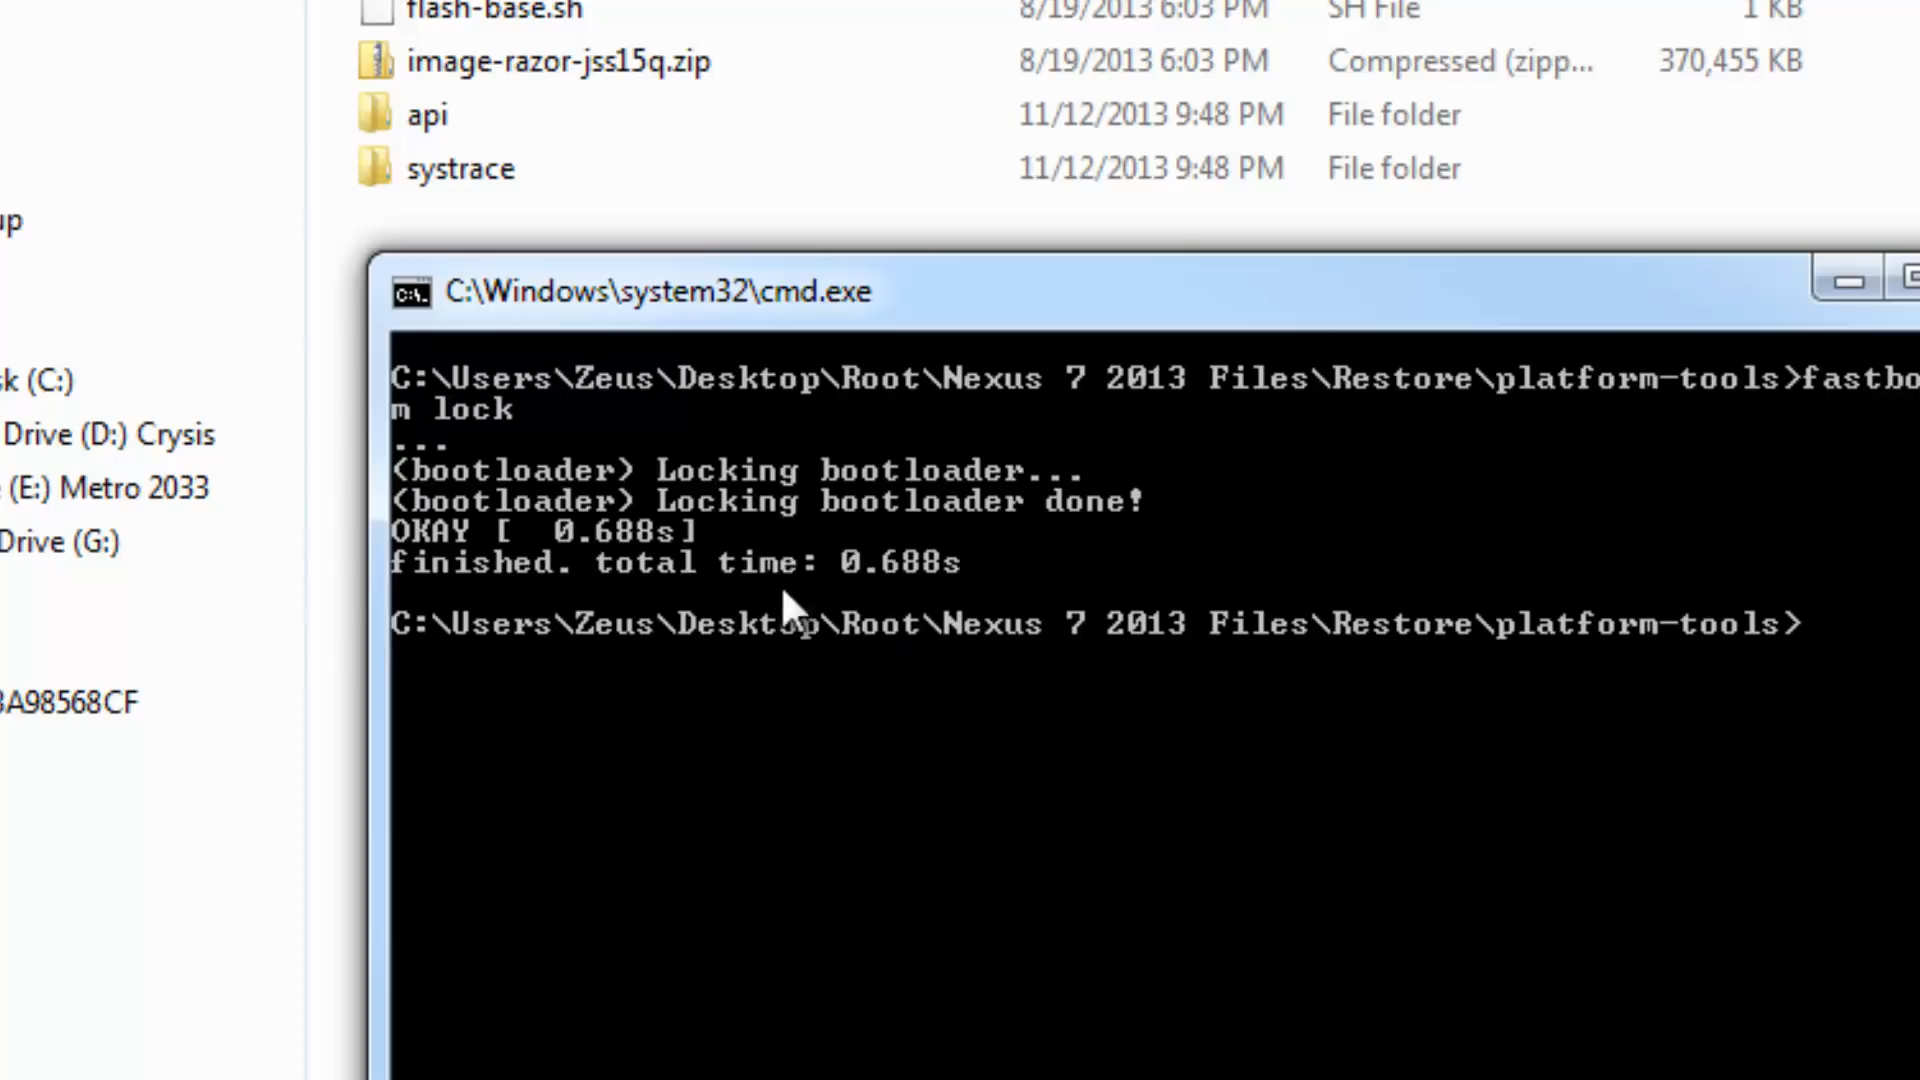 flash-base.sh 8/19/2013 6:03 PM SH File 1 KB
image-razor-jss15q.zip 8/19/2013 6:03 PM Compressed (zipp... 370,455 KB
api 11/12/2013 9:48 PM File folder
systrace 11/12/2013 9:48 PM File folder
up
sk (C:)
Drive (D:) Crysis
(E:) Metro 2033
Drive (G:)
3A98568CF
C:\Windows\system32\cmd.exe
C:\Users\Zeus\Desktop\Root\Nexus 7 2013 Files\Restore\platform-tools>fastbo
m lock
...
(bootloader) Locking bootloader...
(bootloader) Locking bootloader done!
OKAY [  0.688s]
finished. total time: 0.688s
C:\Users\Zeus\Desktop\Root\Nexus 7 2013 Files\Restore\platform-tools>